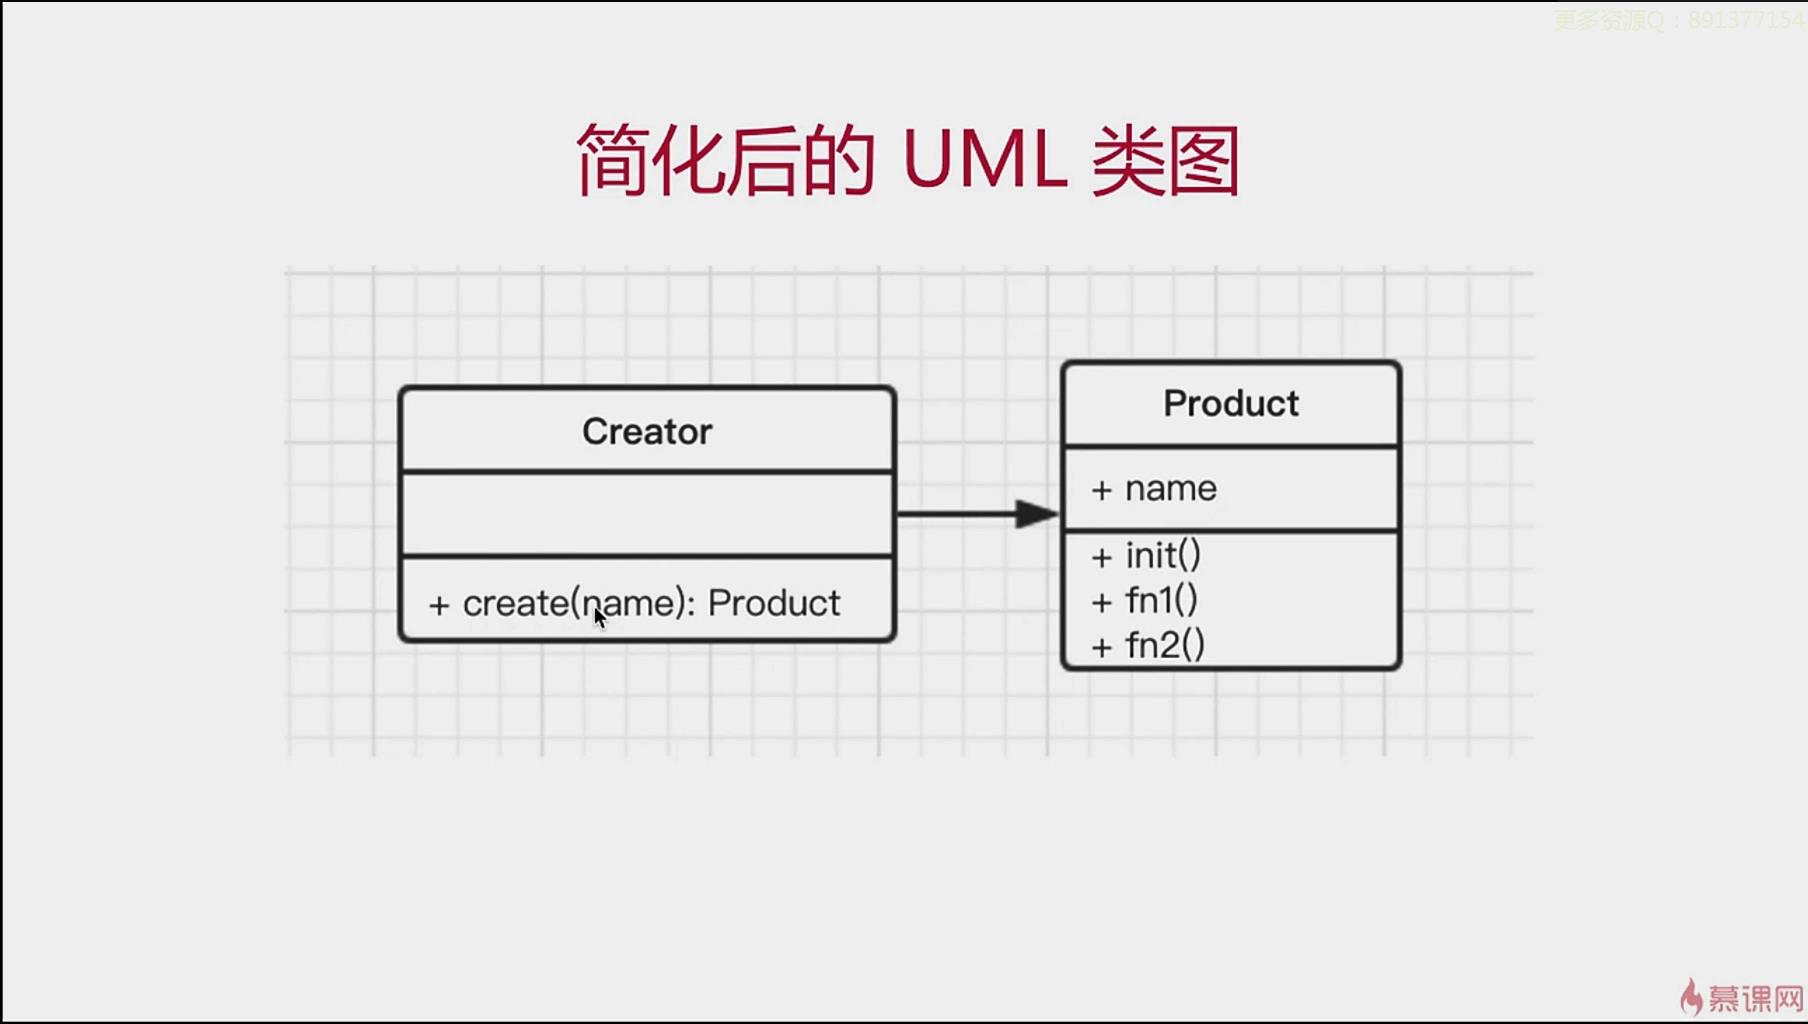 更多资源Q：891377154
简化后的 UML 类图
Creator
+ create(name): Product
Product
+ name
+ init()
+ fn1()
+ fn2()
慕课网